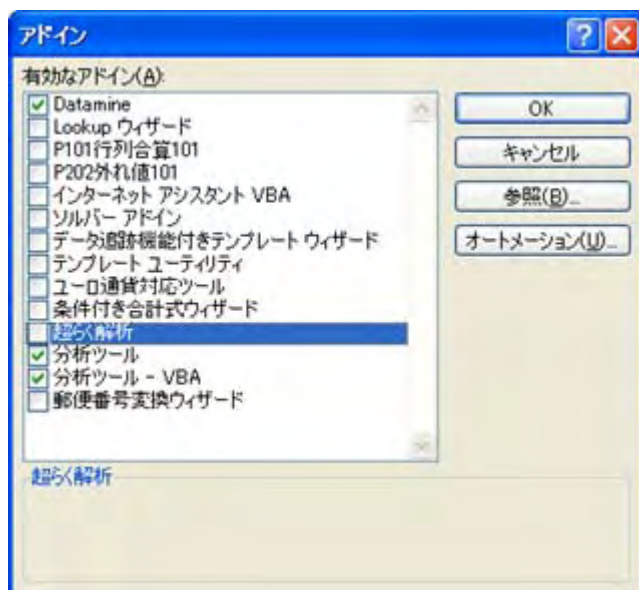 アドイン
有効なアドイン(A):
Datamine
Lookup ウィザード
P101行列合算101
P202外れ値101
インターネット アシスタント VBA
ソルバー アドイン
データ追跡機能付きテンプレート ウィザード
テンプレート ユーティリティ
ユーロ通貨対応ツール
条件付き合計式ウィザード
超らく解析
分析ツール
分析ツール - VBA
郵便番号変換ウィザード
OK
キャンセル
参照(B)...
オートメーション(U)...
超らく解析